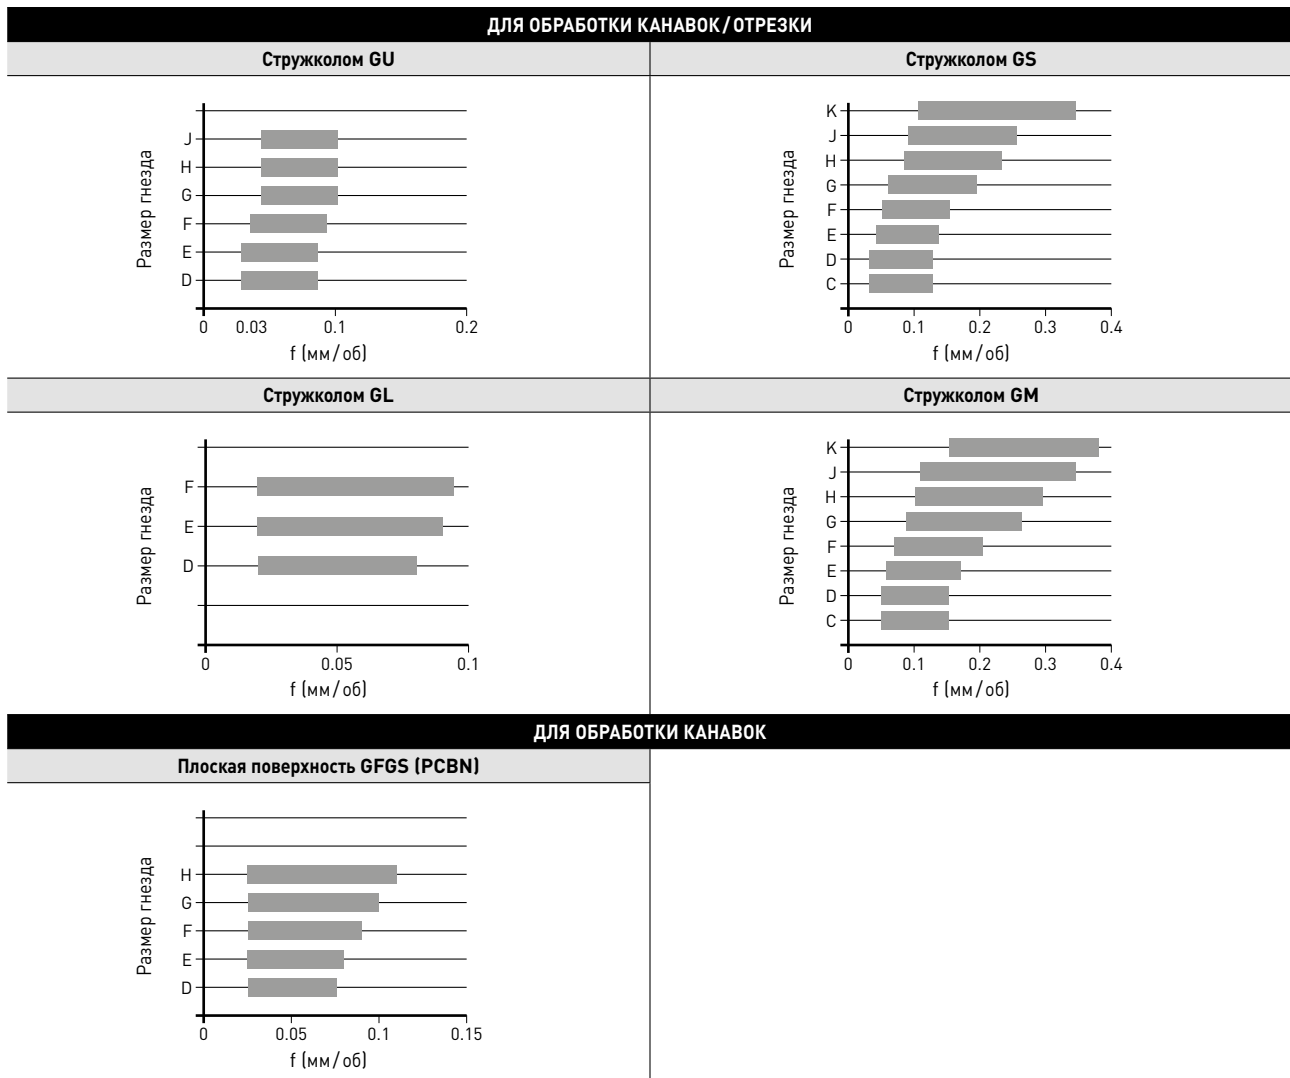 ДЛЯ ОБРАБОТКИ КАНАВОК/ОТРЕЗКИ
Стружколом GU
Стружколом GS
Размер гнезда
J
H
G
F
E
D
0 0.03 0.1 0.2
f (мм/об)
Размер гнезда
K
J
H
G
F
E
D
C
0 0.1 0.2 0.3 0.4
f (мм/об)
Стружколом GL
Стружколом GM
Размер гнезда
F
E
D
0 0.05 0.1
f (мм/об)
Размер гнезда
K
J
H
G
F
E
D
C
0 0.1 0.2 0.3 0.4
f (мм/об)
ДЛЯ ОБРАБОТКИ КАНАВОК
Плоская поверхность GFGS (PCBN)
Размер гнезда
H
G
F
E
D
0 0.05 0.1 0.15
f (мм/об)